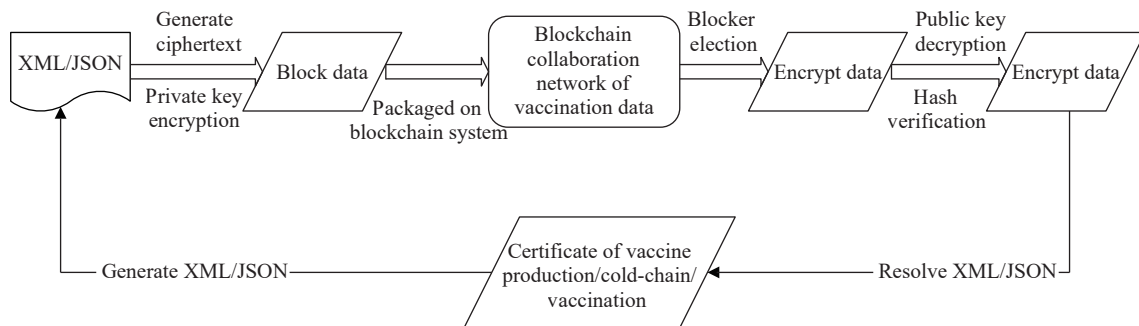 XML/JSON
Generate
ciphertext
Private key
encryption
Block data
Packaged on
blockchain system
Blockchain
collaboration
network of
vaccination data
Blocker
election
Encrypt data
Public key
decryption
Hash
verification
Encrypt data
Generate XML/JSON
Certificate of vaccine
production/cold-chain/
vaccination
Resolve XML/JSON